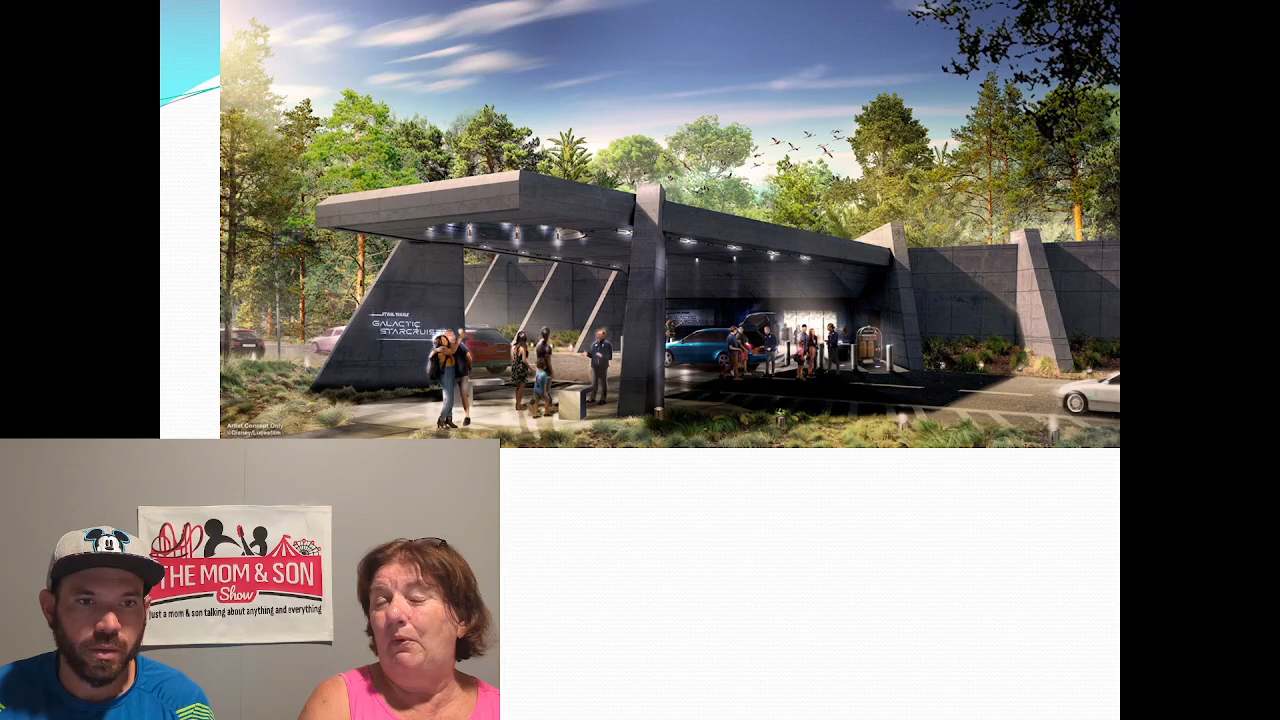 STAR WARS
GALACTIC
STARCRUISER
Artist Concept Only
©Disney/Lucasfilm
THE MOM & SON
Show
Just a mom & son talking about anything and everything